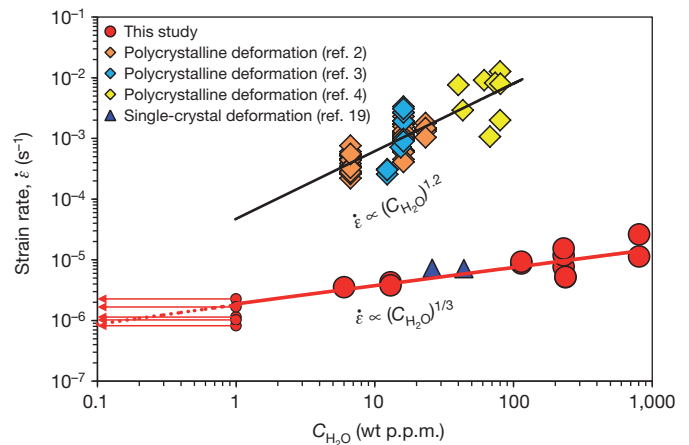 This study
Polycrystalline deformation (ref. 2)
Polycrystalline deformation (ref. 3)
Polycrystalline deformation (ref. 4)
Single-crystal deformation (ref. 19)
10⁻¹
10⁻²
10⁻³
10⁻⁴
10⁻⁵
10⁻⁶
10⁻⁷
Strain rate, ε̇ (s⁻¹)
ε̇ ∝ (C_H₂O)^1.2
ε̇ ∝ (C_H₂O)^1/3
0.1 1 10 100 1,000
C_H₂O (wt p.p.m.)